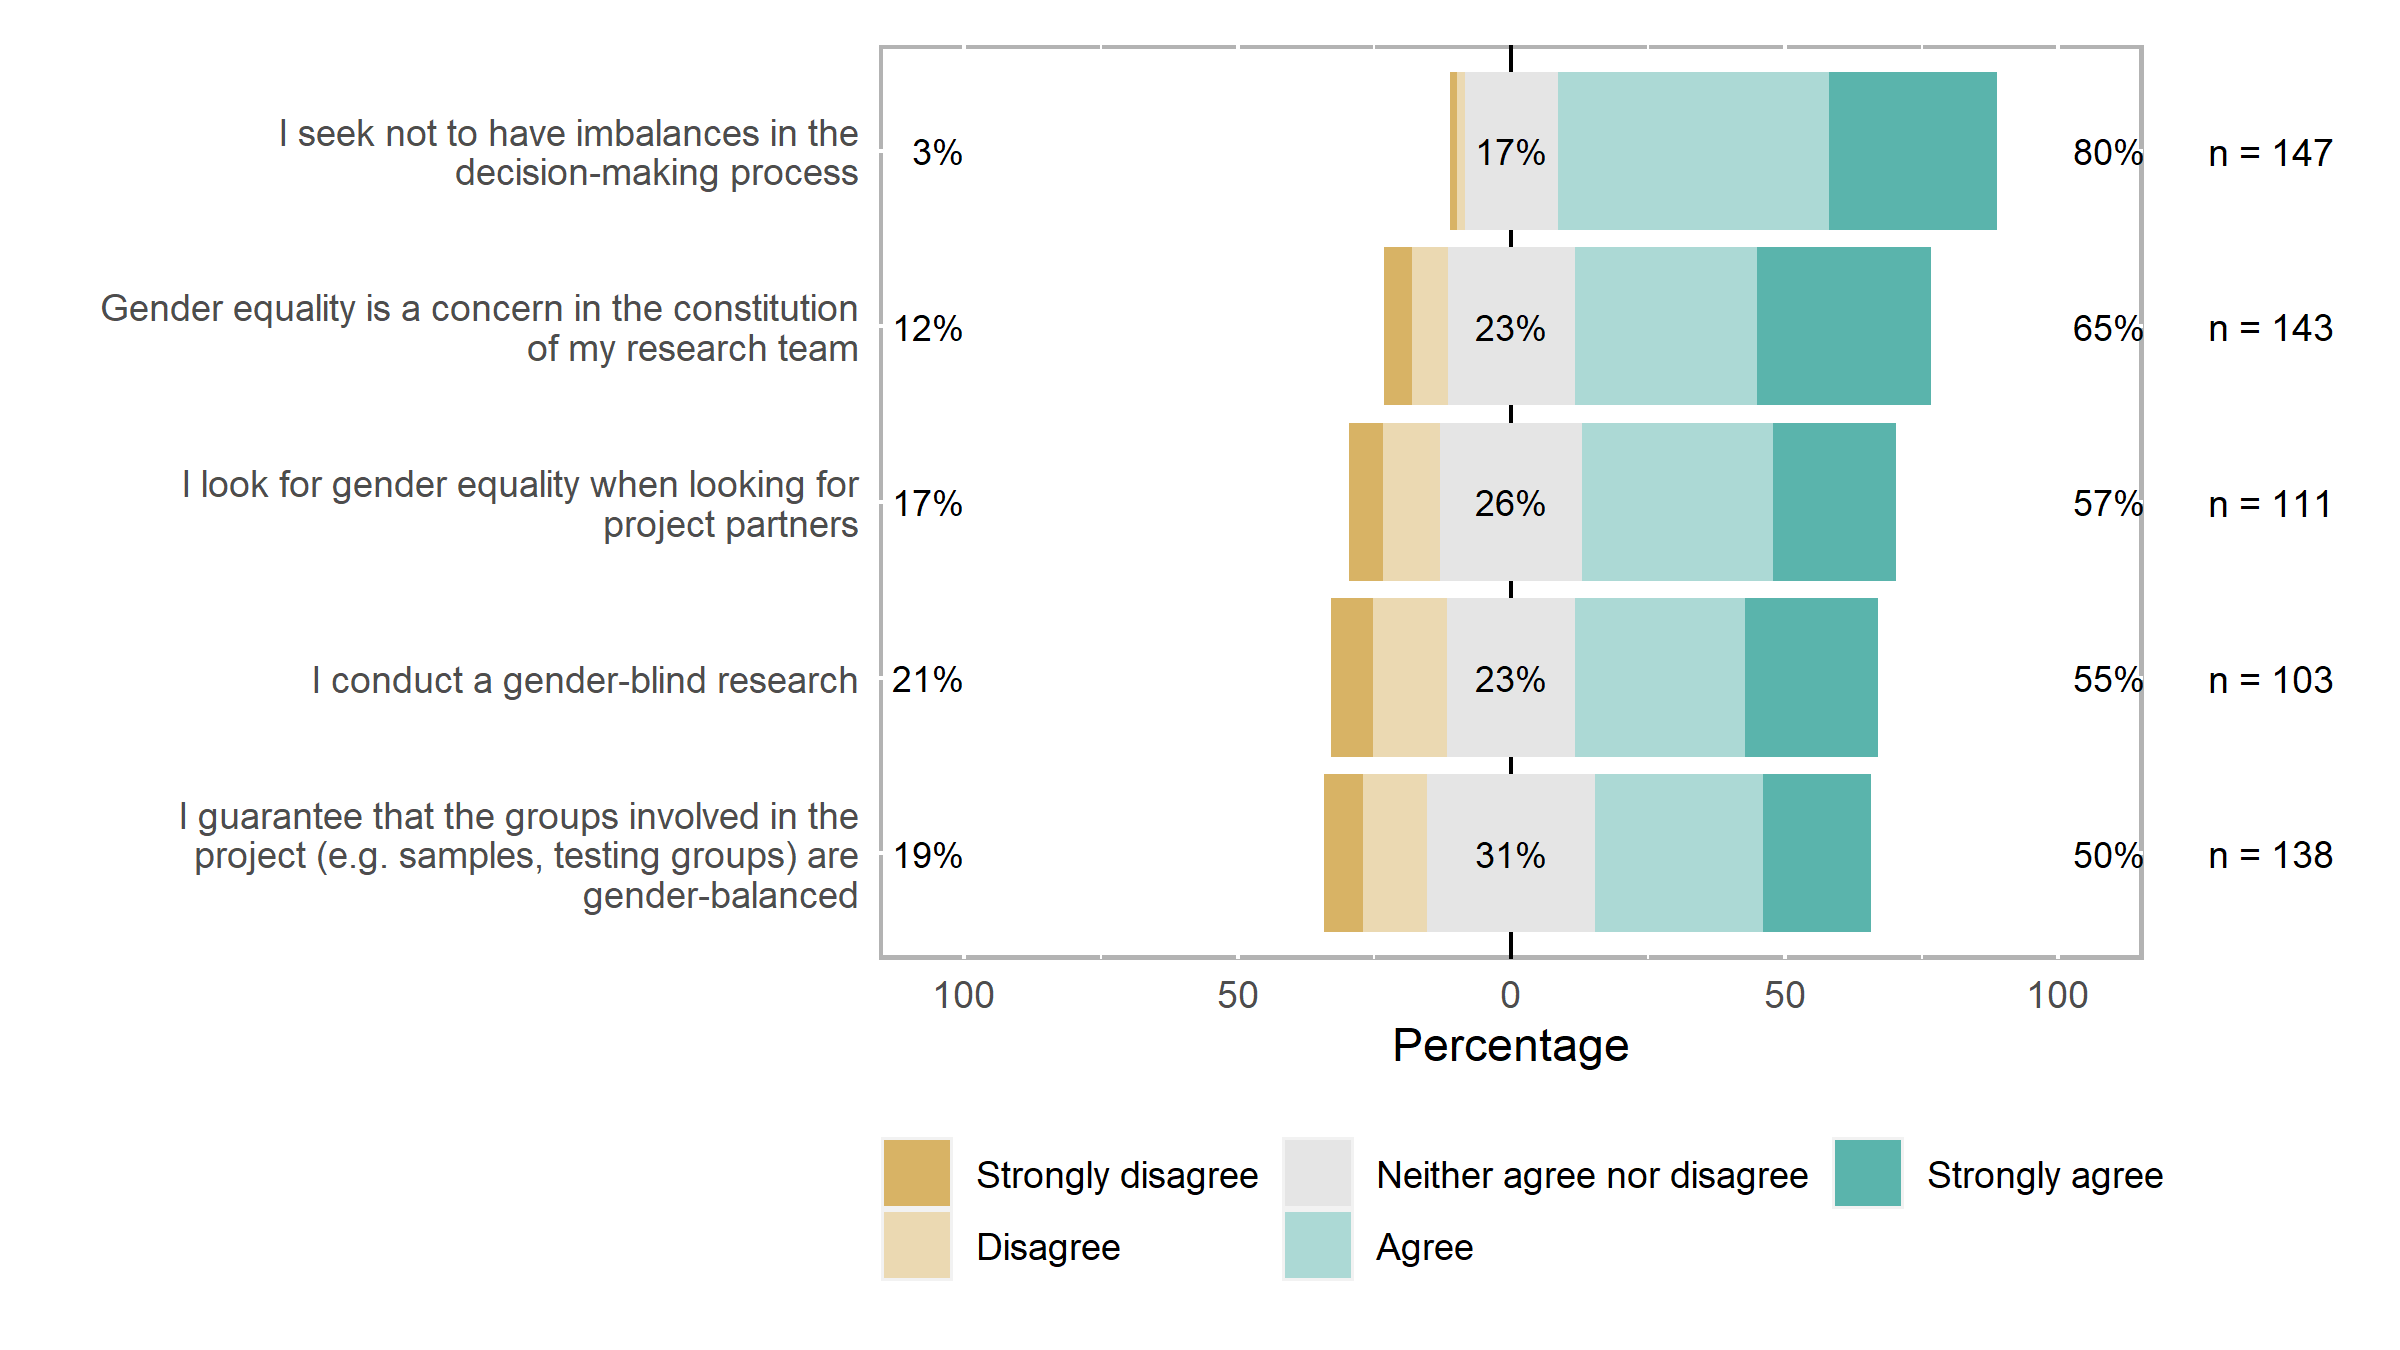 I seek not to have imbalances in the
decision-making process
3%
17%
80%
n = 147
Gender equality is a concern in the constitution
of my research team
12%
23%
65%
n = 143
I look for gender equality when looking for
project partners
17%
26%
57%
n = 111
I conduct a gender-blind research
21%
23%
55%
n = 103
I guarantee that the groups involved in the
project (e.g. samples, testing groups) are
gender-balanced
19%
31%
50%
n = 138
100 50 0 50 100
Percentage
Strongly disagree
Neither agree nor disagree
Strongly agree
Disagree
Agree